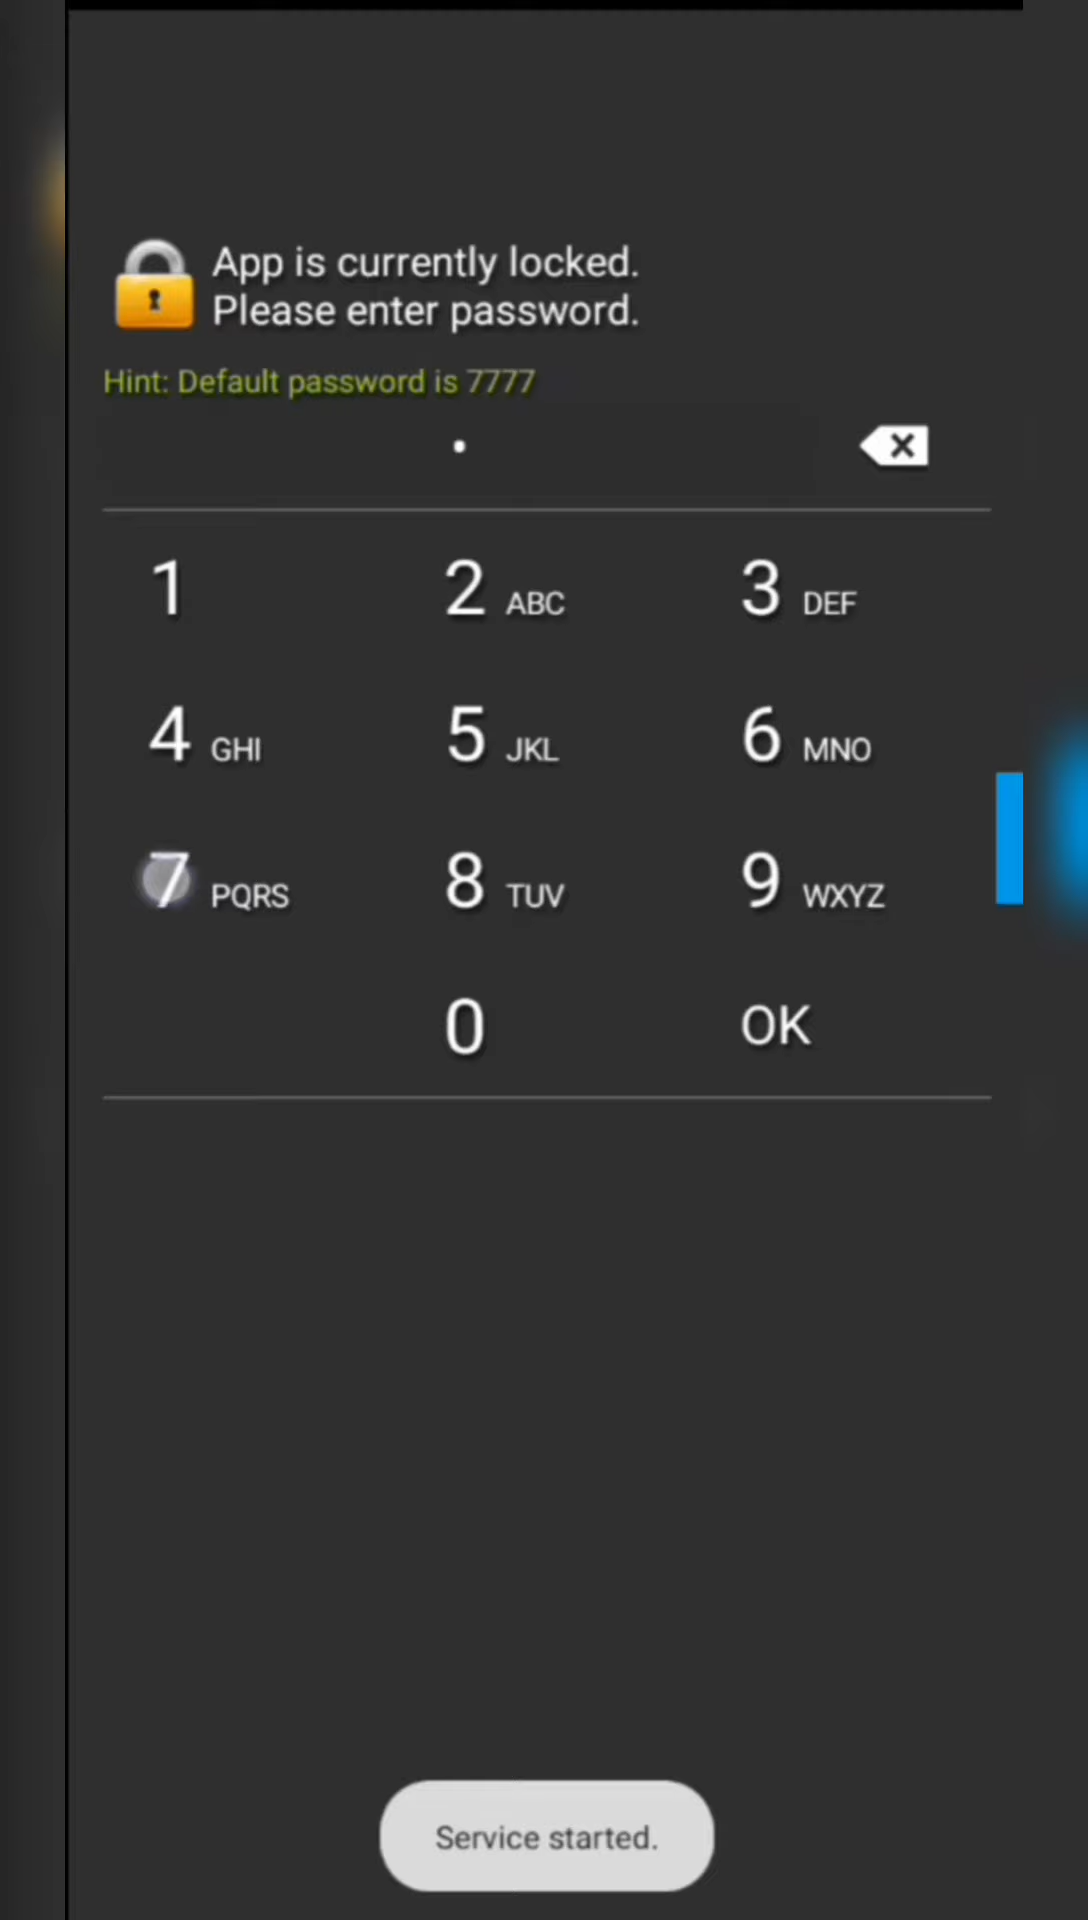 App is currently locked.
Please enter password.
Hint: Default password is 7777
1 2 ABC 3 DEF
4 GHI 5 JKL 6 MNO
7 PQRS 8 TUV 9 WXYZ
0 OK
Service started.